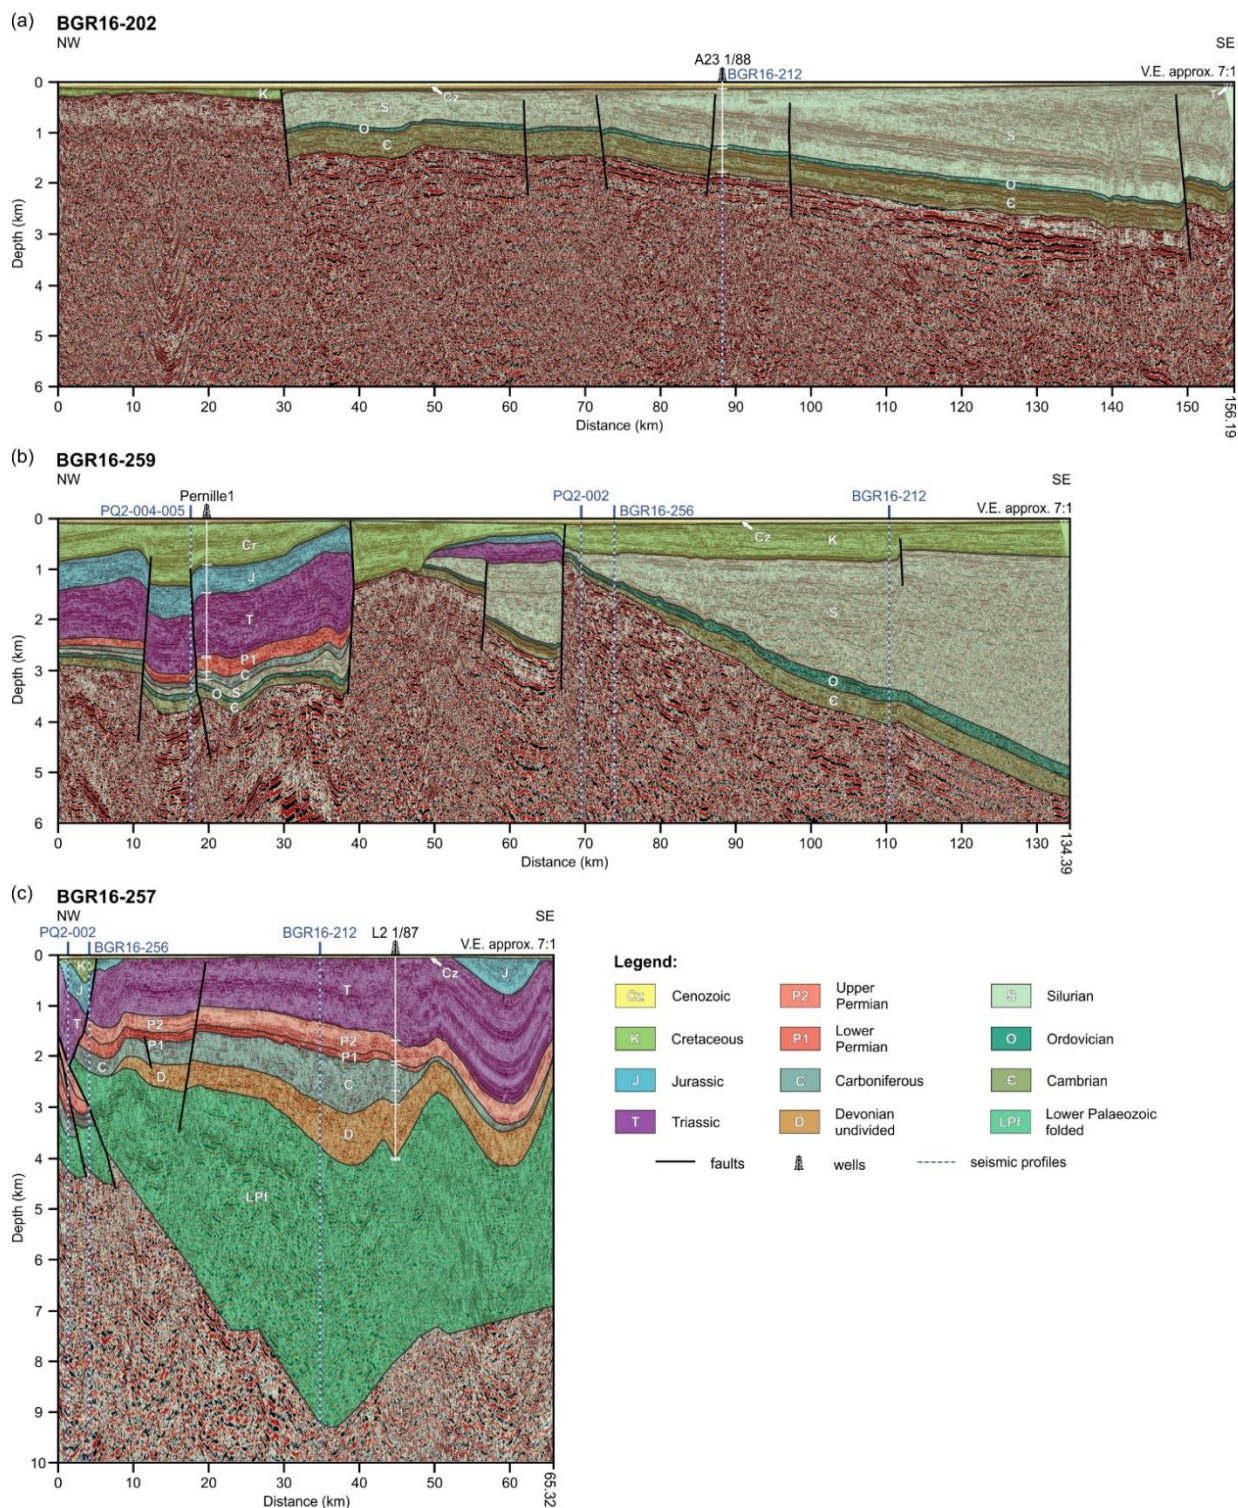 (a) BGR16-202
NW SE
A23 1/88
BGR16-212 V.E. approx. 7:1
0
K Cz T
S
1 O S
Є
2 O
Є
3
4
5
6
Depth (km)
0 10 20 30 40 50 60 70 80 90 100 110 120 130 140 150 156.19
Distance (km)
(b) BGR16-259
NW SE
Pernille1
PQ2-004-005 PQ2-002 BGR16-256 BGR16-212 V.E. approx. 7:1
0
Cr Cz K
1 J
2 T S
P1
3 C
O S O
Є Є
4
5
6
Depth (km)
0 10 20 30 40 50 60 70 80 90 100 110 120 130 134.39
Distance (km)
(c) BGR16-257
NW SE
PQ2-002 BGR16-256 BGR16-212 L2 1/87 V.E. approx. 7:1
0
K Cz J
J T
1
T P2 P2
P1 P1
2 C D C
3
D
4
LPf
5
6
7
8
9
10
Depth (km)
0 10 20 30 40 50 60 65.32
Distance (km)
Legend:
Cz Cenozoic
K Cretaceous
J Jurassic
T Triassic
P2 Upper
Permian
P1 Lower
Permian
C Carboniferous
D Devonian
undivided
S Silurian
O Ordovician
Є Cambrian
LPf Lower Palaeozoic
folded
faults wells seismic profiles